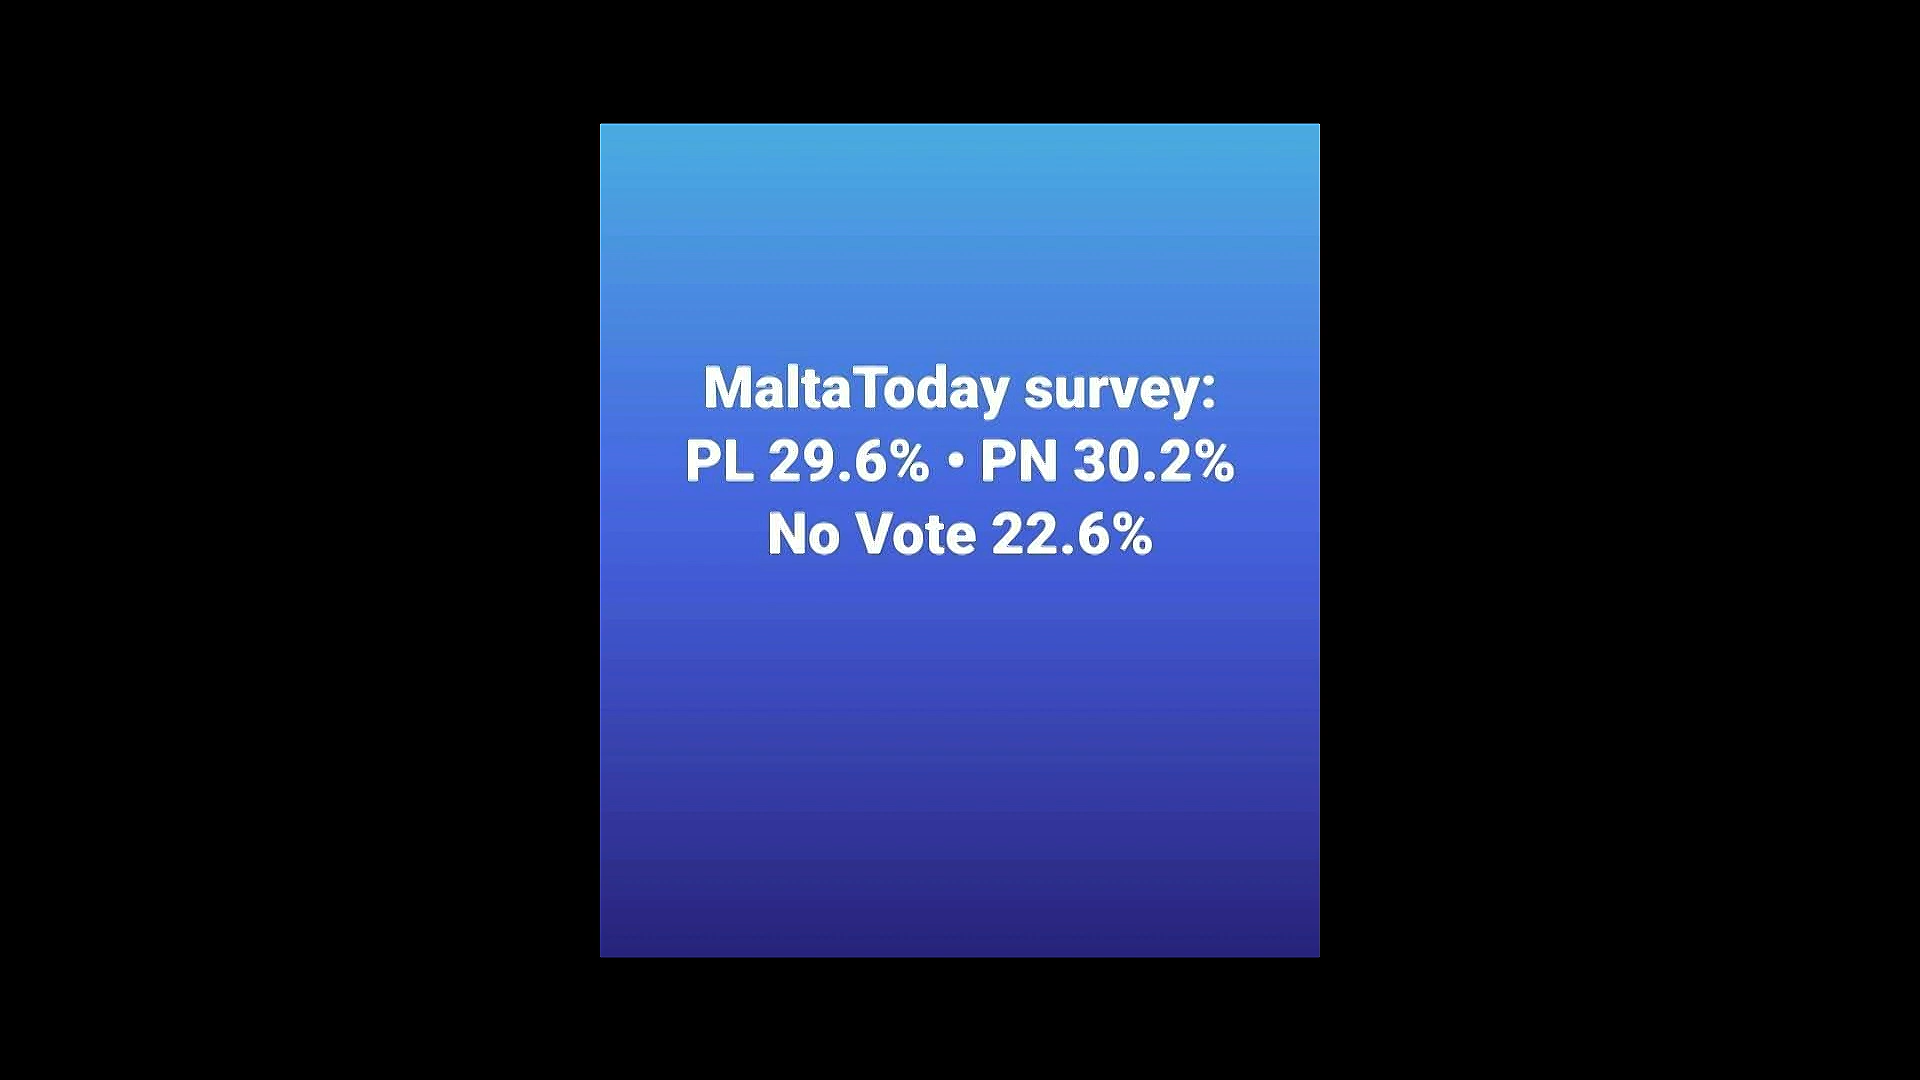 MaltaToday survey:
PL 29.6% • PN 30.2%
No Vote 22.6%